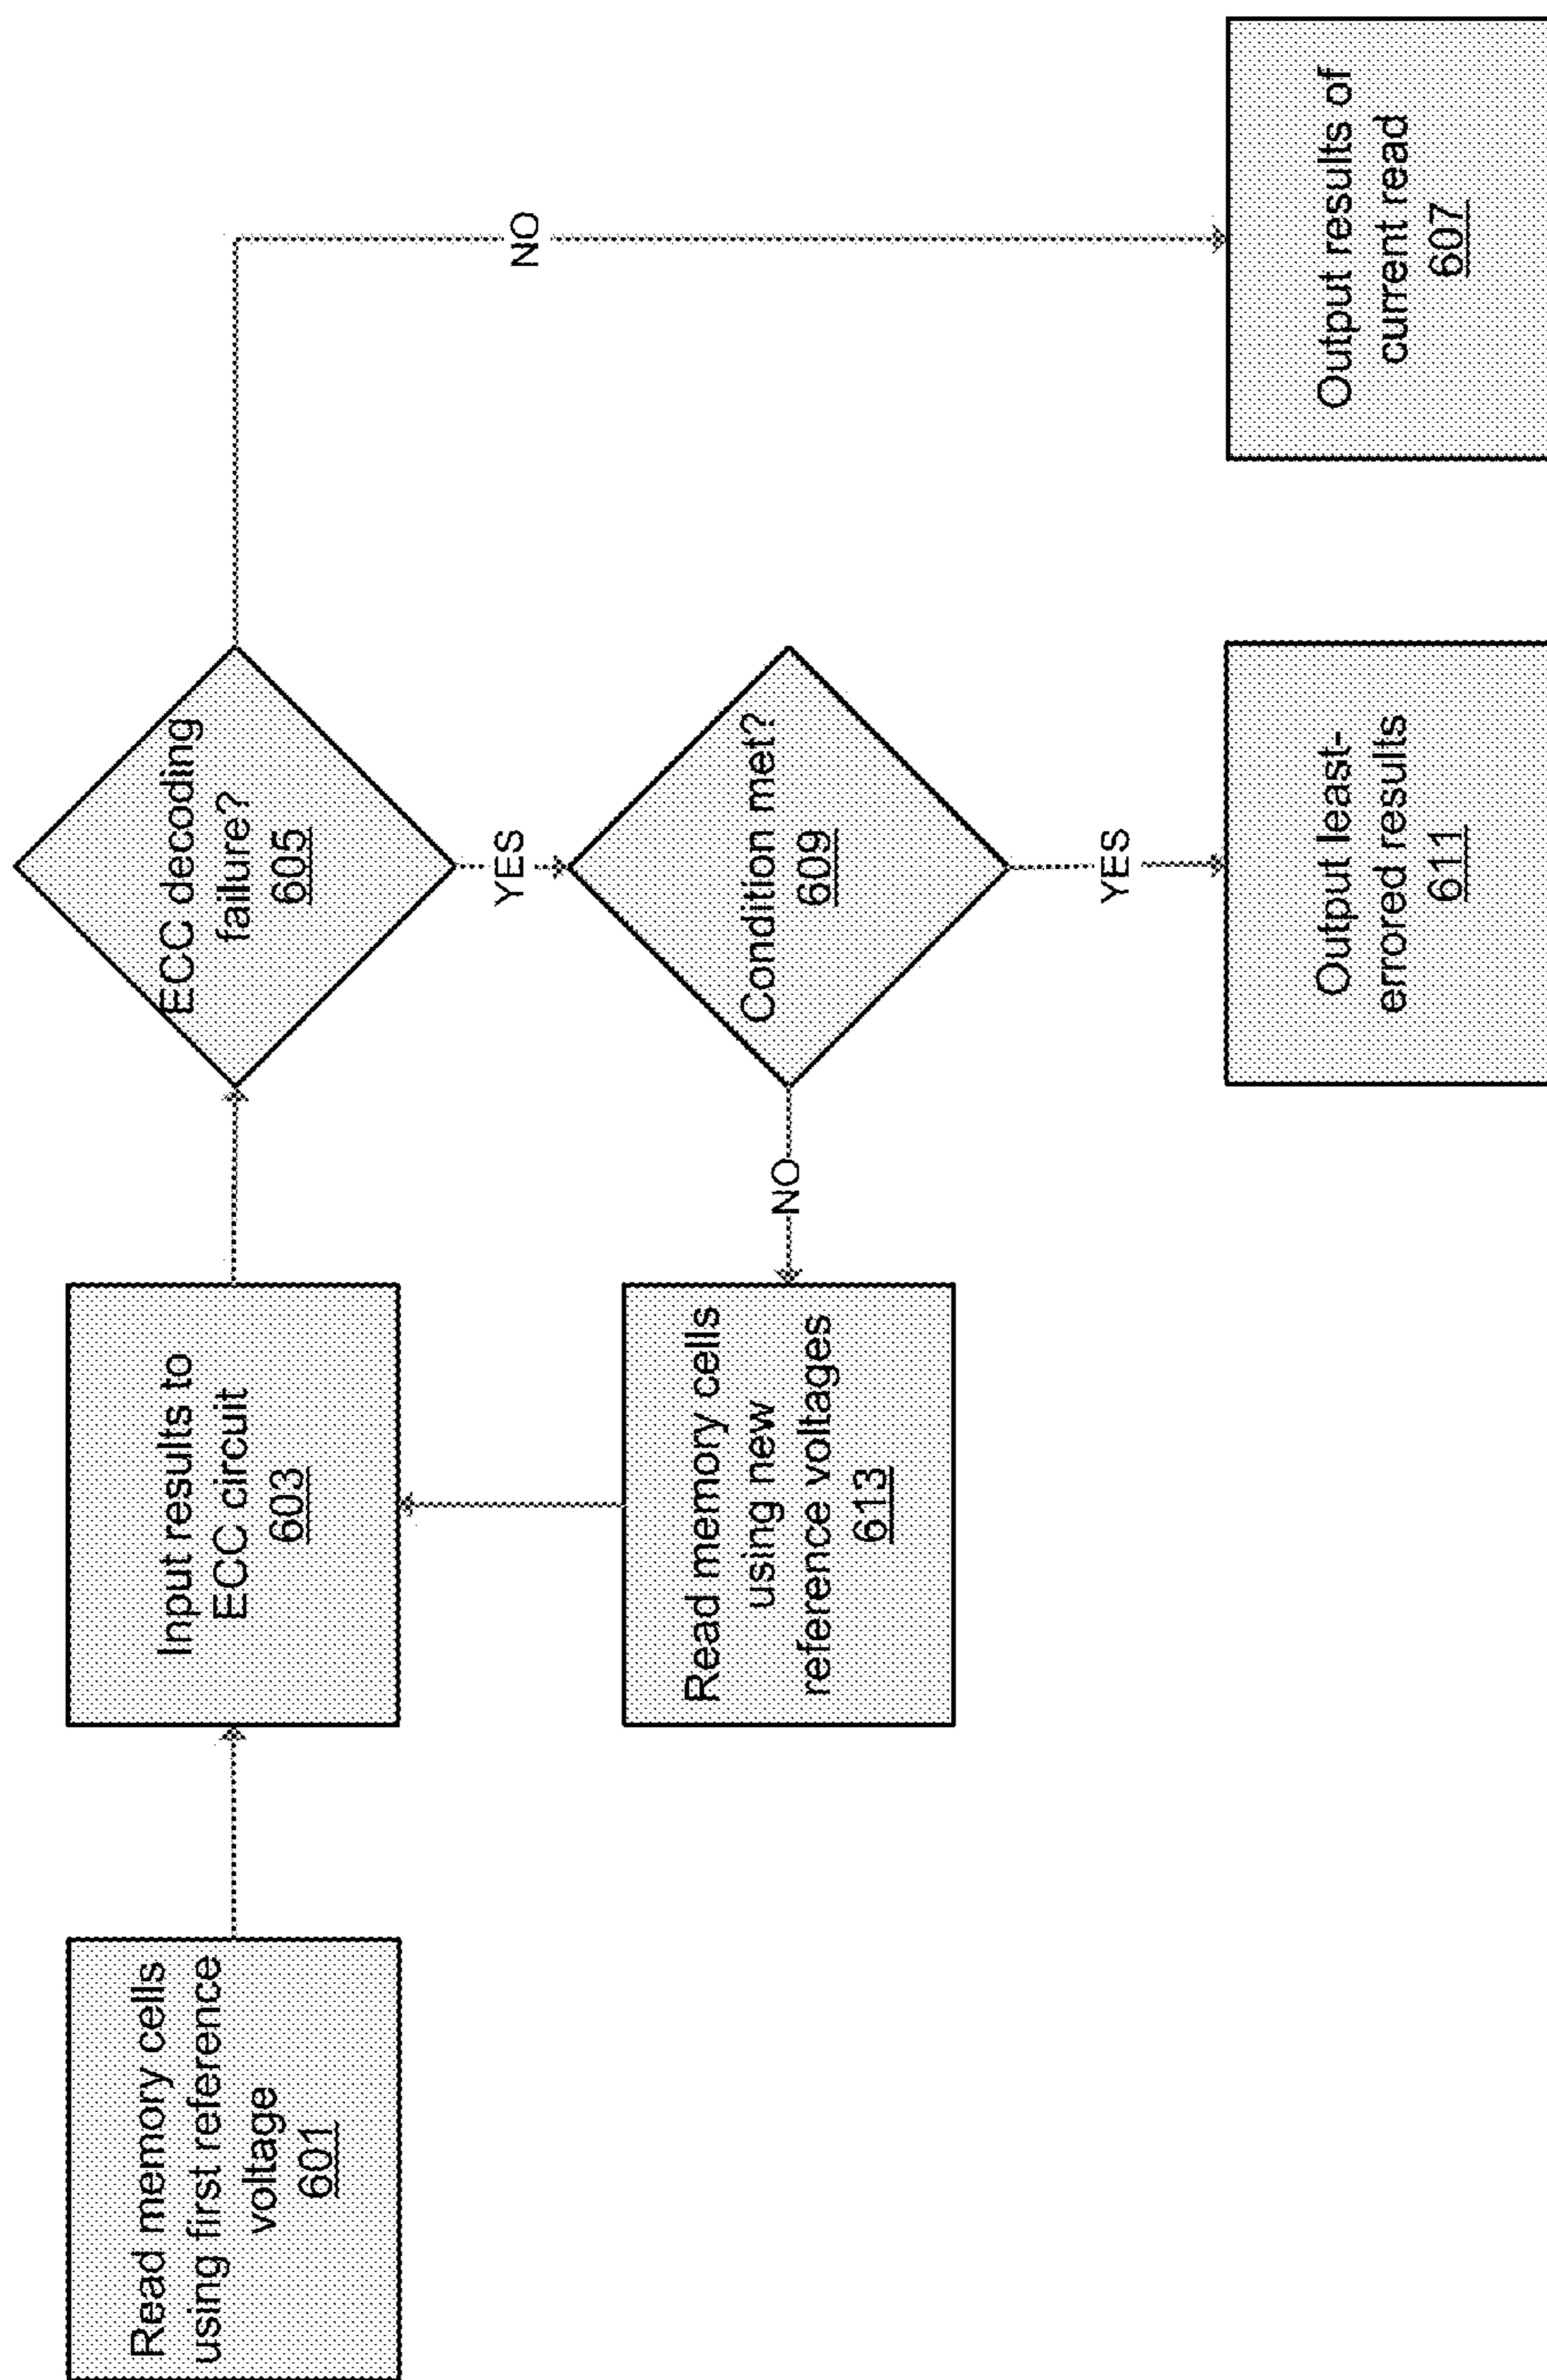 Read memory cells
using first reference
voltage
601
Input results to
ECC circuit
603
ECC decoding
failure?
605
NO
YES
Read memory cells
using new
reference voltages
613
NO
Condition met?
609
YES
Output least-
errored results
611
Output results of
current read
607